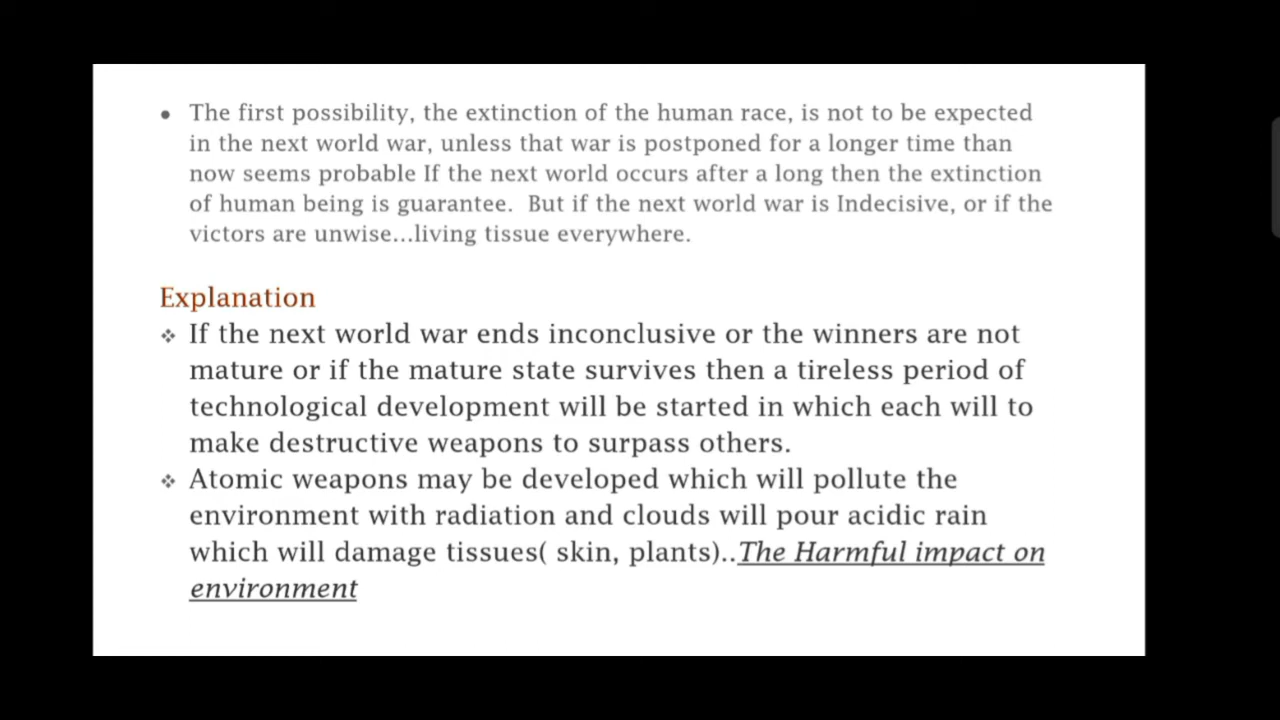 • The first possibility, the extinction of the human race, is not to be expected
in the next world war, unless that war is postponed for a longer time than
now seems probable If the next world occurs after a long then the extinction
of human being is guarantee.  But if the next world war is Indecisive, or if the
victors are unwise...living tissue everywhere.
Explanation
❖ If the next world war ends inconclusive or the winners are not
mature or if the mature state survives then a tireless period of
technological development will be started in which each will to
make destructive weapons to surpass others.
❖ Atomic weapons may be developed which will pollute the
environment with radiation and clouds will pour acidic rain
which will damage tissues( skin, plants)..The Harmful impact on
environment